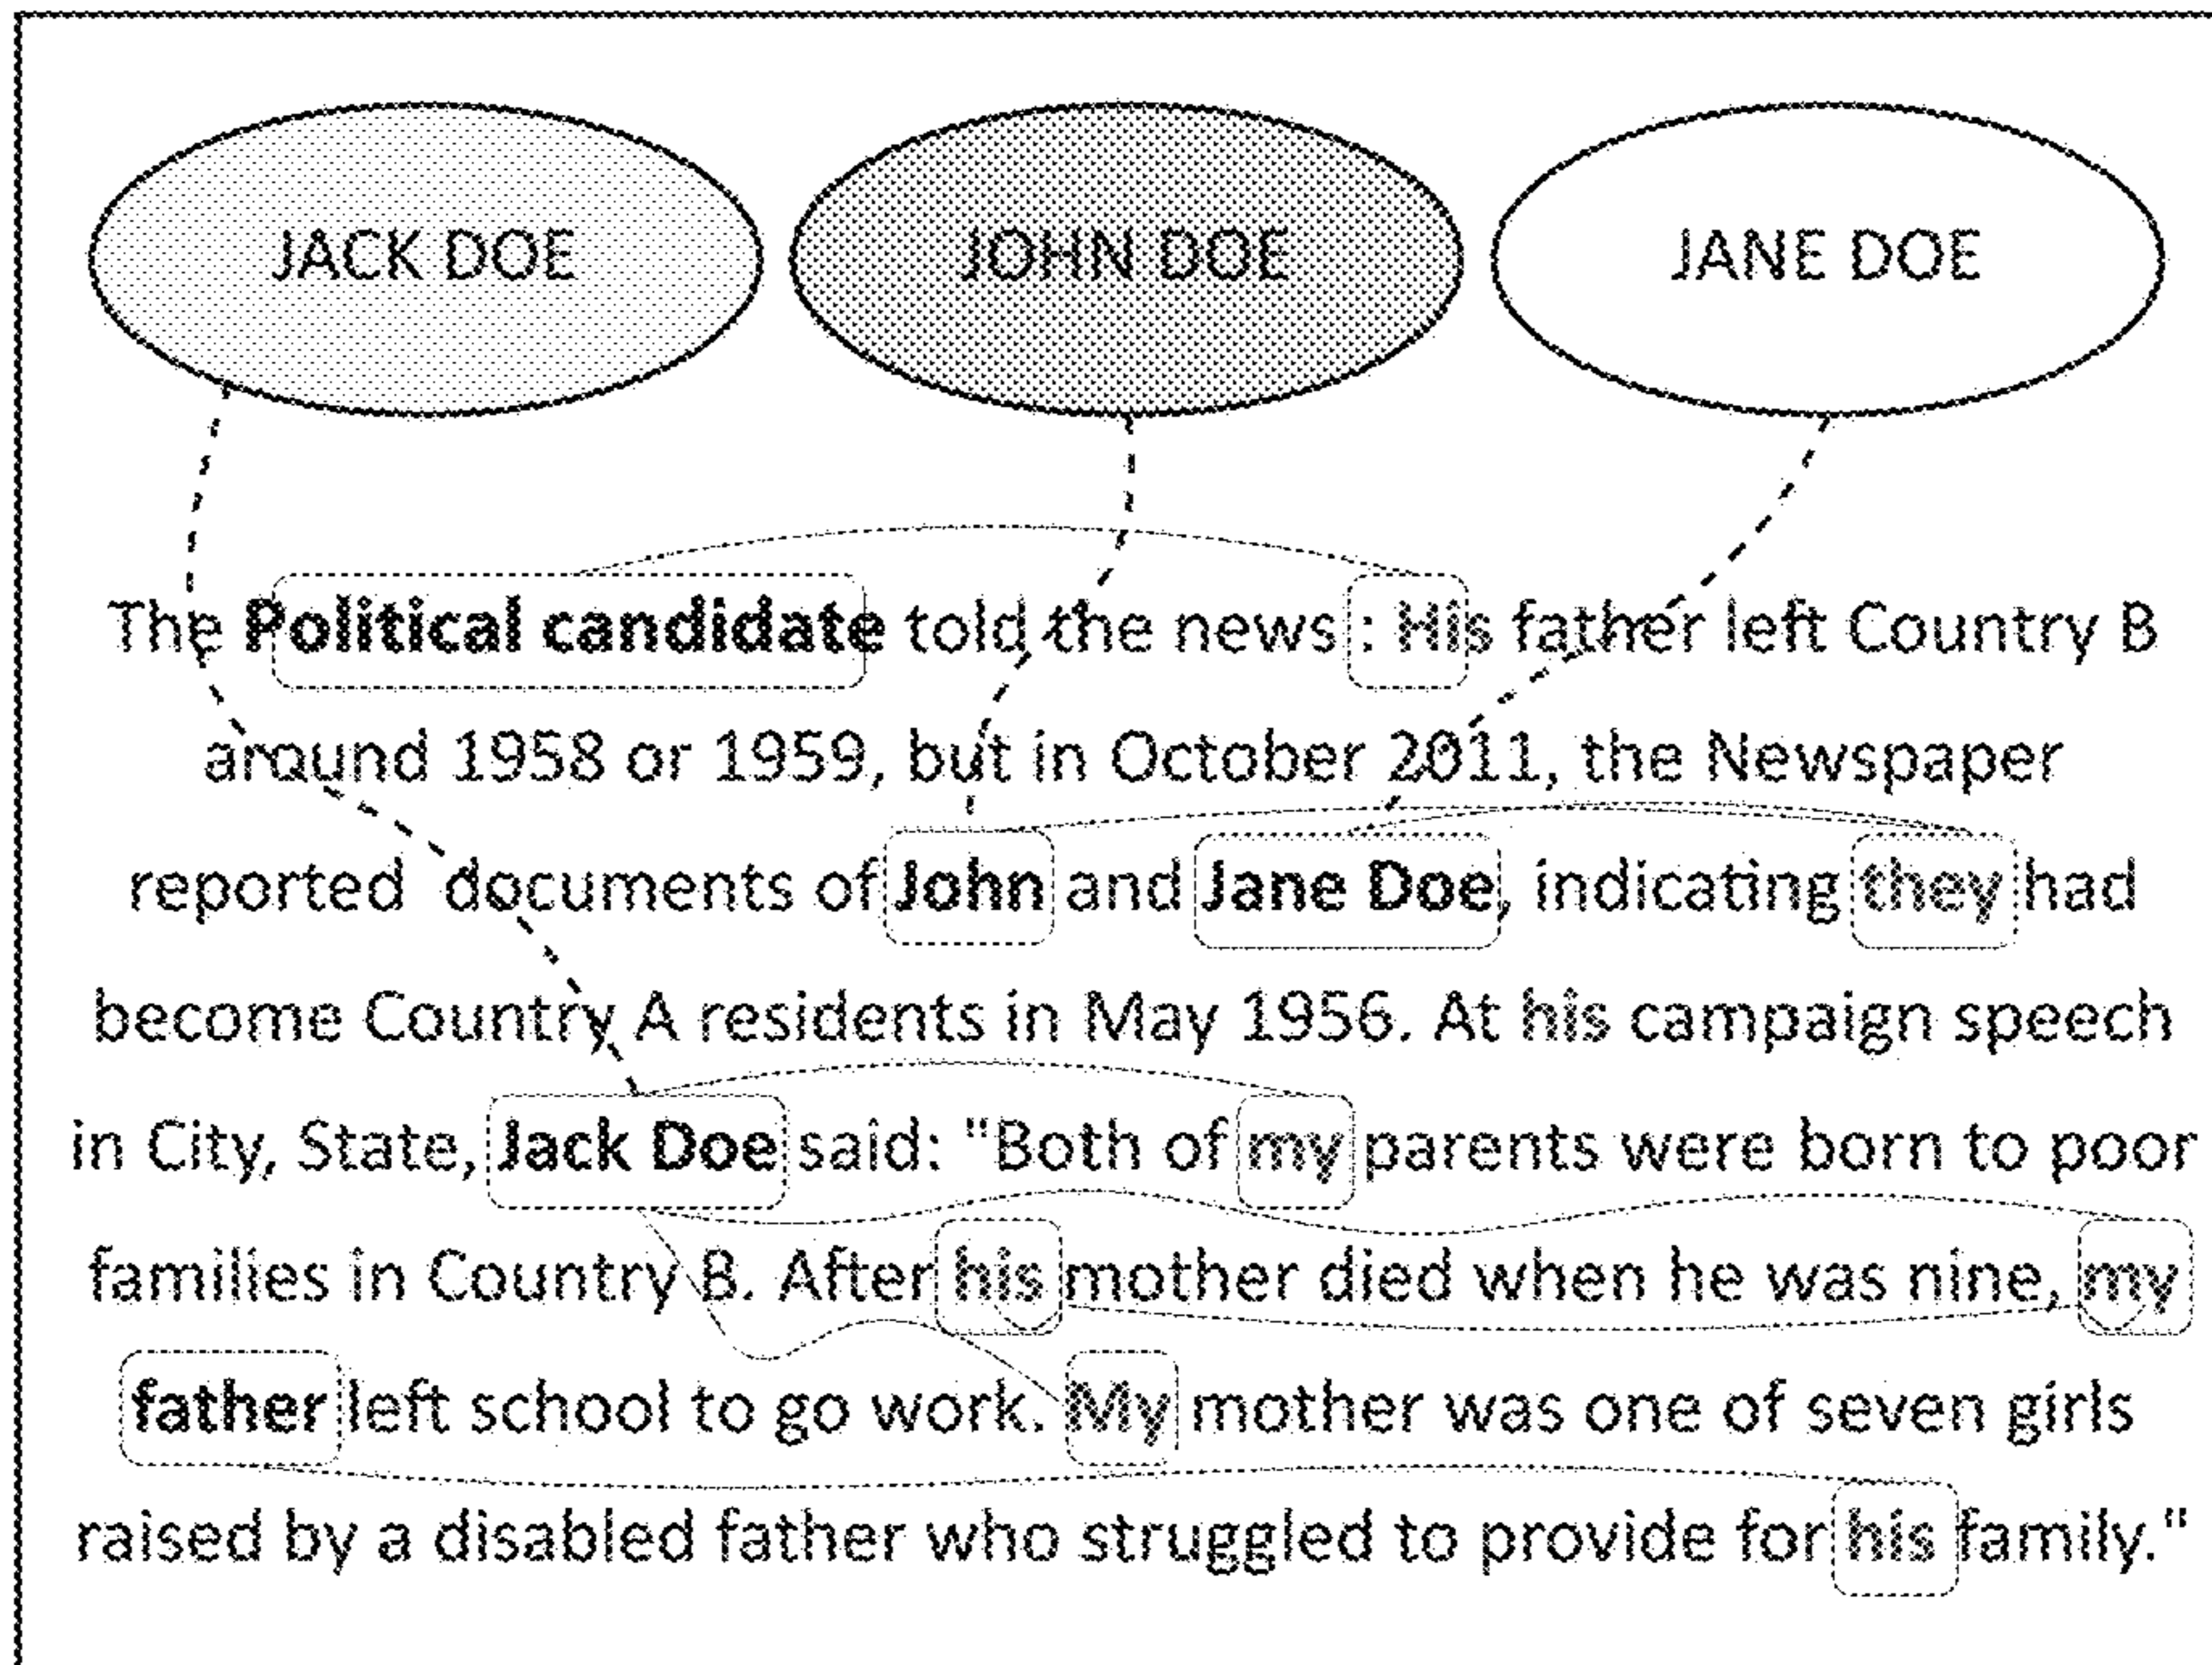 JACK DOE
JOHN DOE
JANE DOE
The Political candidate told the news : His father left Country B
around 1958 or 1959, but in October 2011, the Newspaper
reported documents of John and Jane Doe, indicating they had
become Country A residents in May 1956. At his campaign speech
in City, State, Jack Doe said: "Both of my parents were born to poor
families in Country B. After his mother died when he was nine, my
father left school to go work. My mother was one of seven girls
raised by a disabled father who struggled to provide for his family."